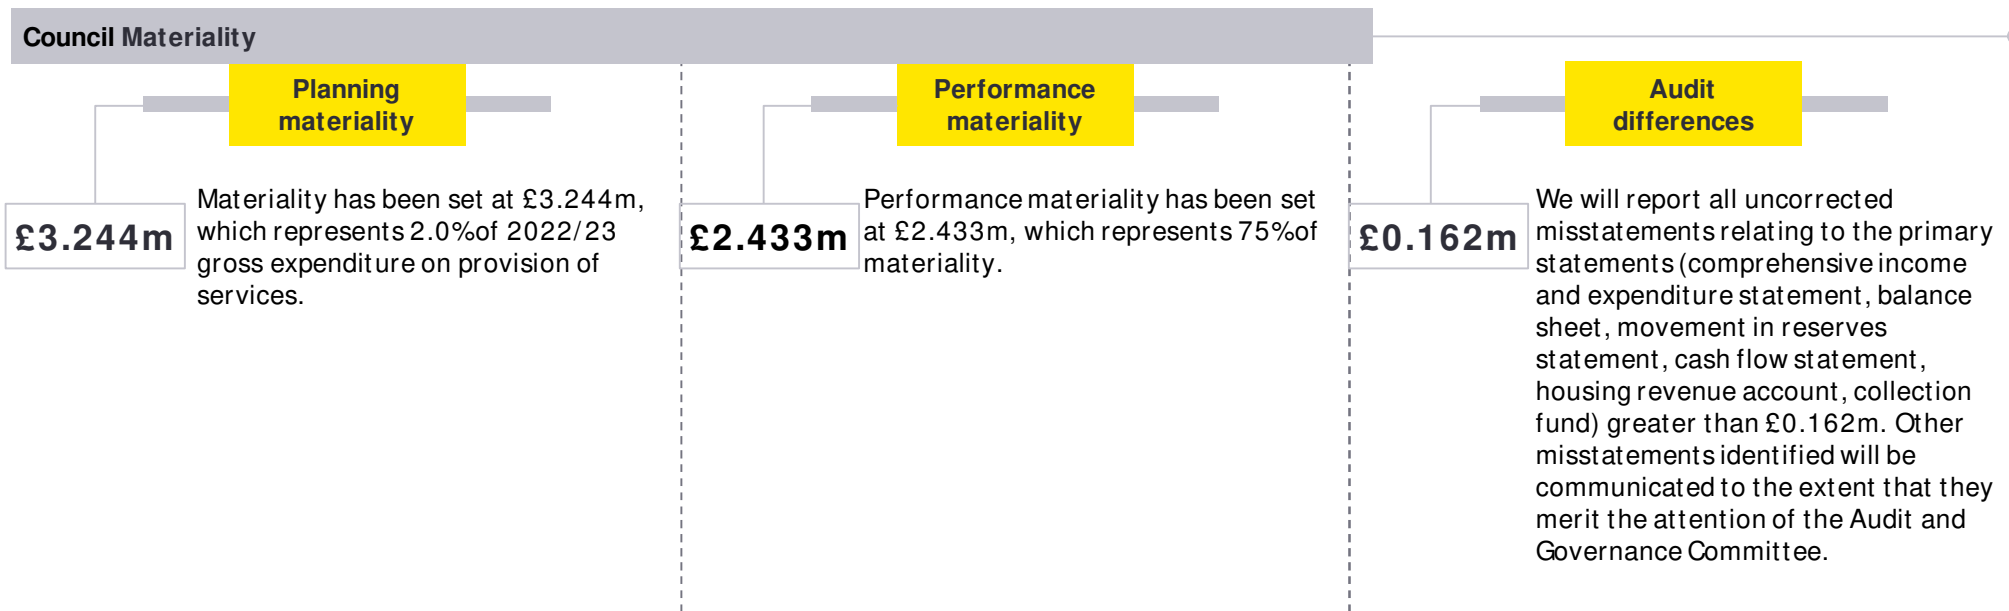 Council Materiality
Planning
materiality
£3.244m
Materiality has been set at £3.244m,
which represents 2.0% of 2022/23
gross expenditure on provision of
services.
Performance
materiality
£2.433m
Performance materiality has been set
at £2.433m, which represents 75% of
materiality.
Audit
differences
£0.162m
We will report all uncorrected
misstatements relating to the primary
statements (comprehensive income
and expenditure statement, balance
sheet, movement in reserves
statement, cash flow statement,
housing revenue account, collection
fund) greater than £0.162m. Other
misstatements identified will be
communicated to the extent that they
merit the attention of the Audit and
Governance Committee.